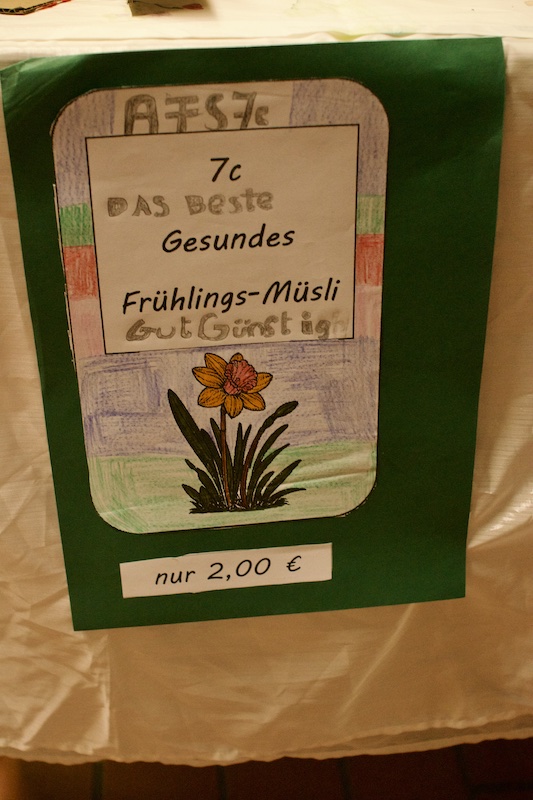 AFS7c
7c
DAS Beste
Gesundes
Frühlings-Müsli
Gut Günstig
nur 2,00 €